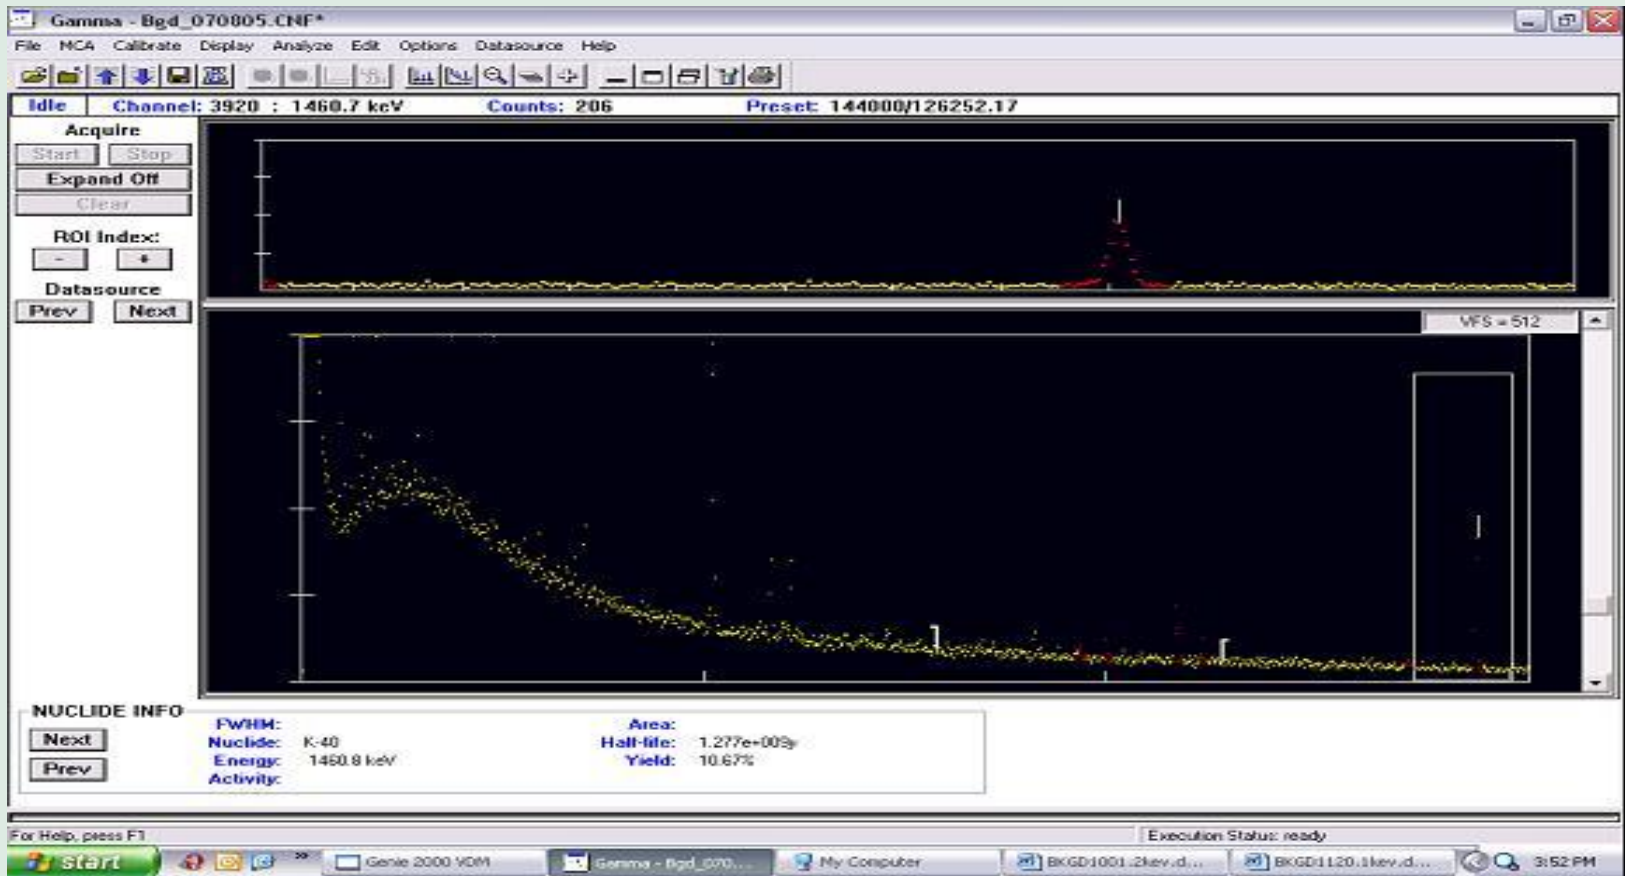 Gamma - Bgd_070805.CNF*
File MCA Calibrate Display Analyze Edit Options Datasource Help
Idle Channel: 3920 : 1460.7 keV Counts: 206 Preset: 144000/126252.17
Acquire
Start Stop
Expand Off
Clear
ROI Index:
- +
Datasource
Prev Next
VFS = 512
NUCLIDE INFO
Next
Prev
FWHM: Area:
Nuclide: K-40 Half-life: 1.277e+009y
Energy: 1460.8 keV Yield: 10.67%
Activity:
For Help, press F1 Execution Status: ready
start Genie 2000 VDM Gamma - Bgd_070... My Computer BKGD1001.2kev.d... BKGD1120.1kev.d... 3:52 PM